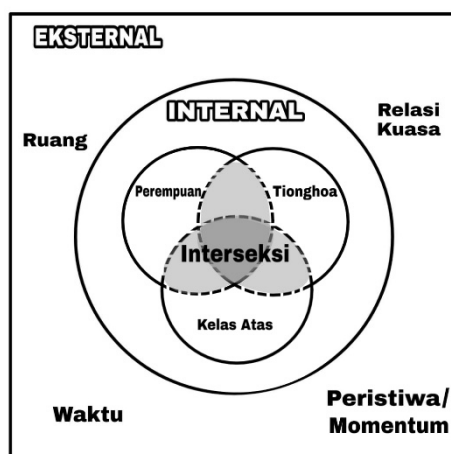 EKSTERNAL
INTERNAL
Ruang
Relasi
Kuasa
Perempuan
Tionghoa
Interseksi
Kelas Atas
Waktu
Peristiwa/
Momentum